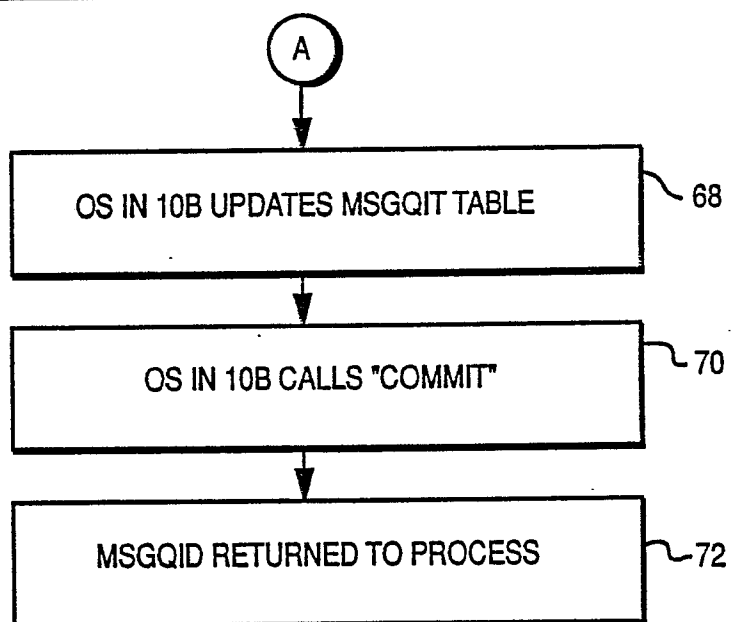 A
OS IN 10B UPDATES MSGQIT TABLE
68
OS IN 10B CALLS "COMMIT"
70
MSGQID RETURNED TO PROCESS
72